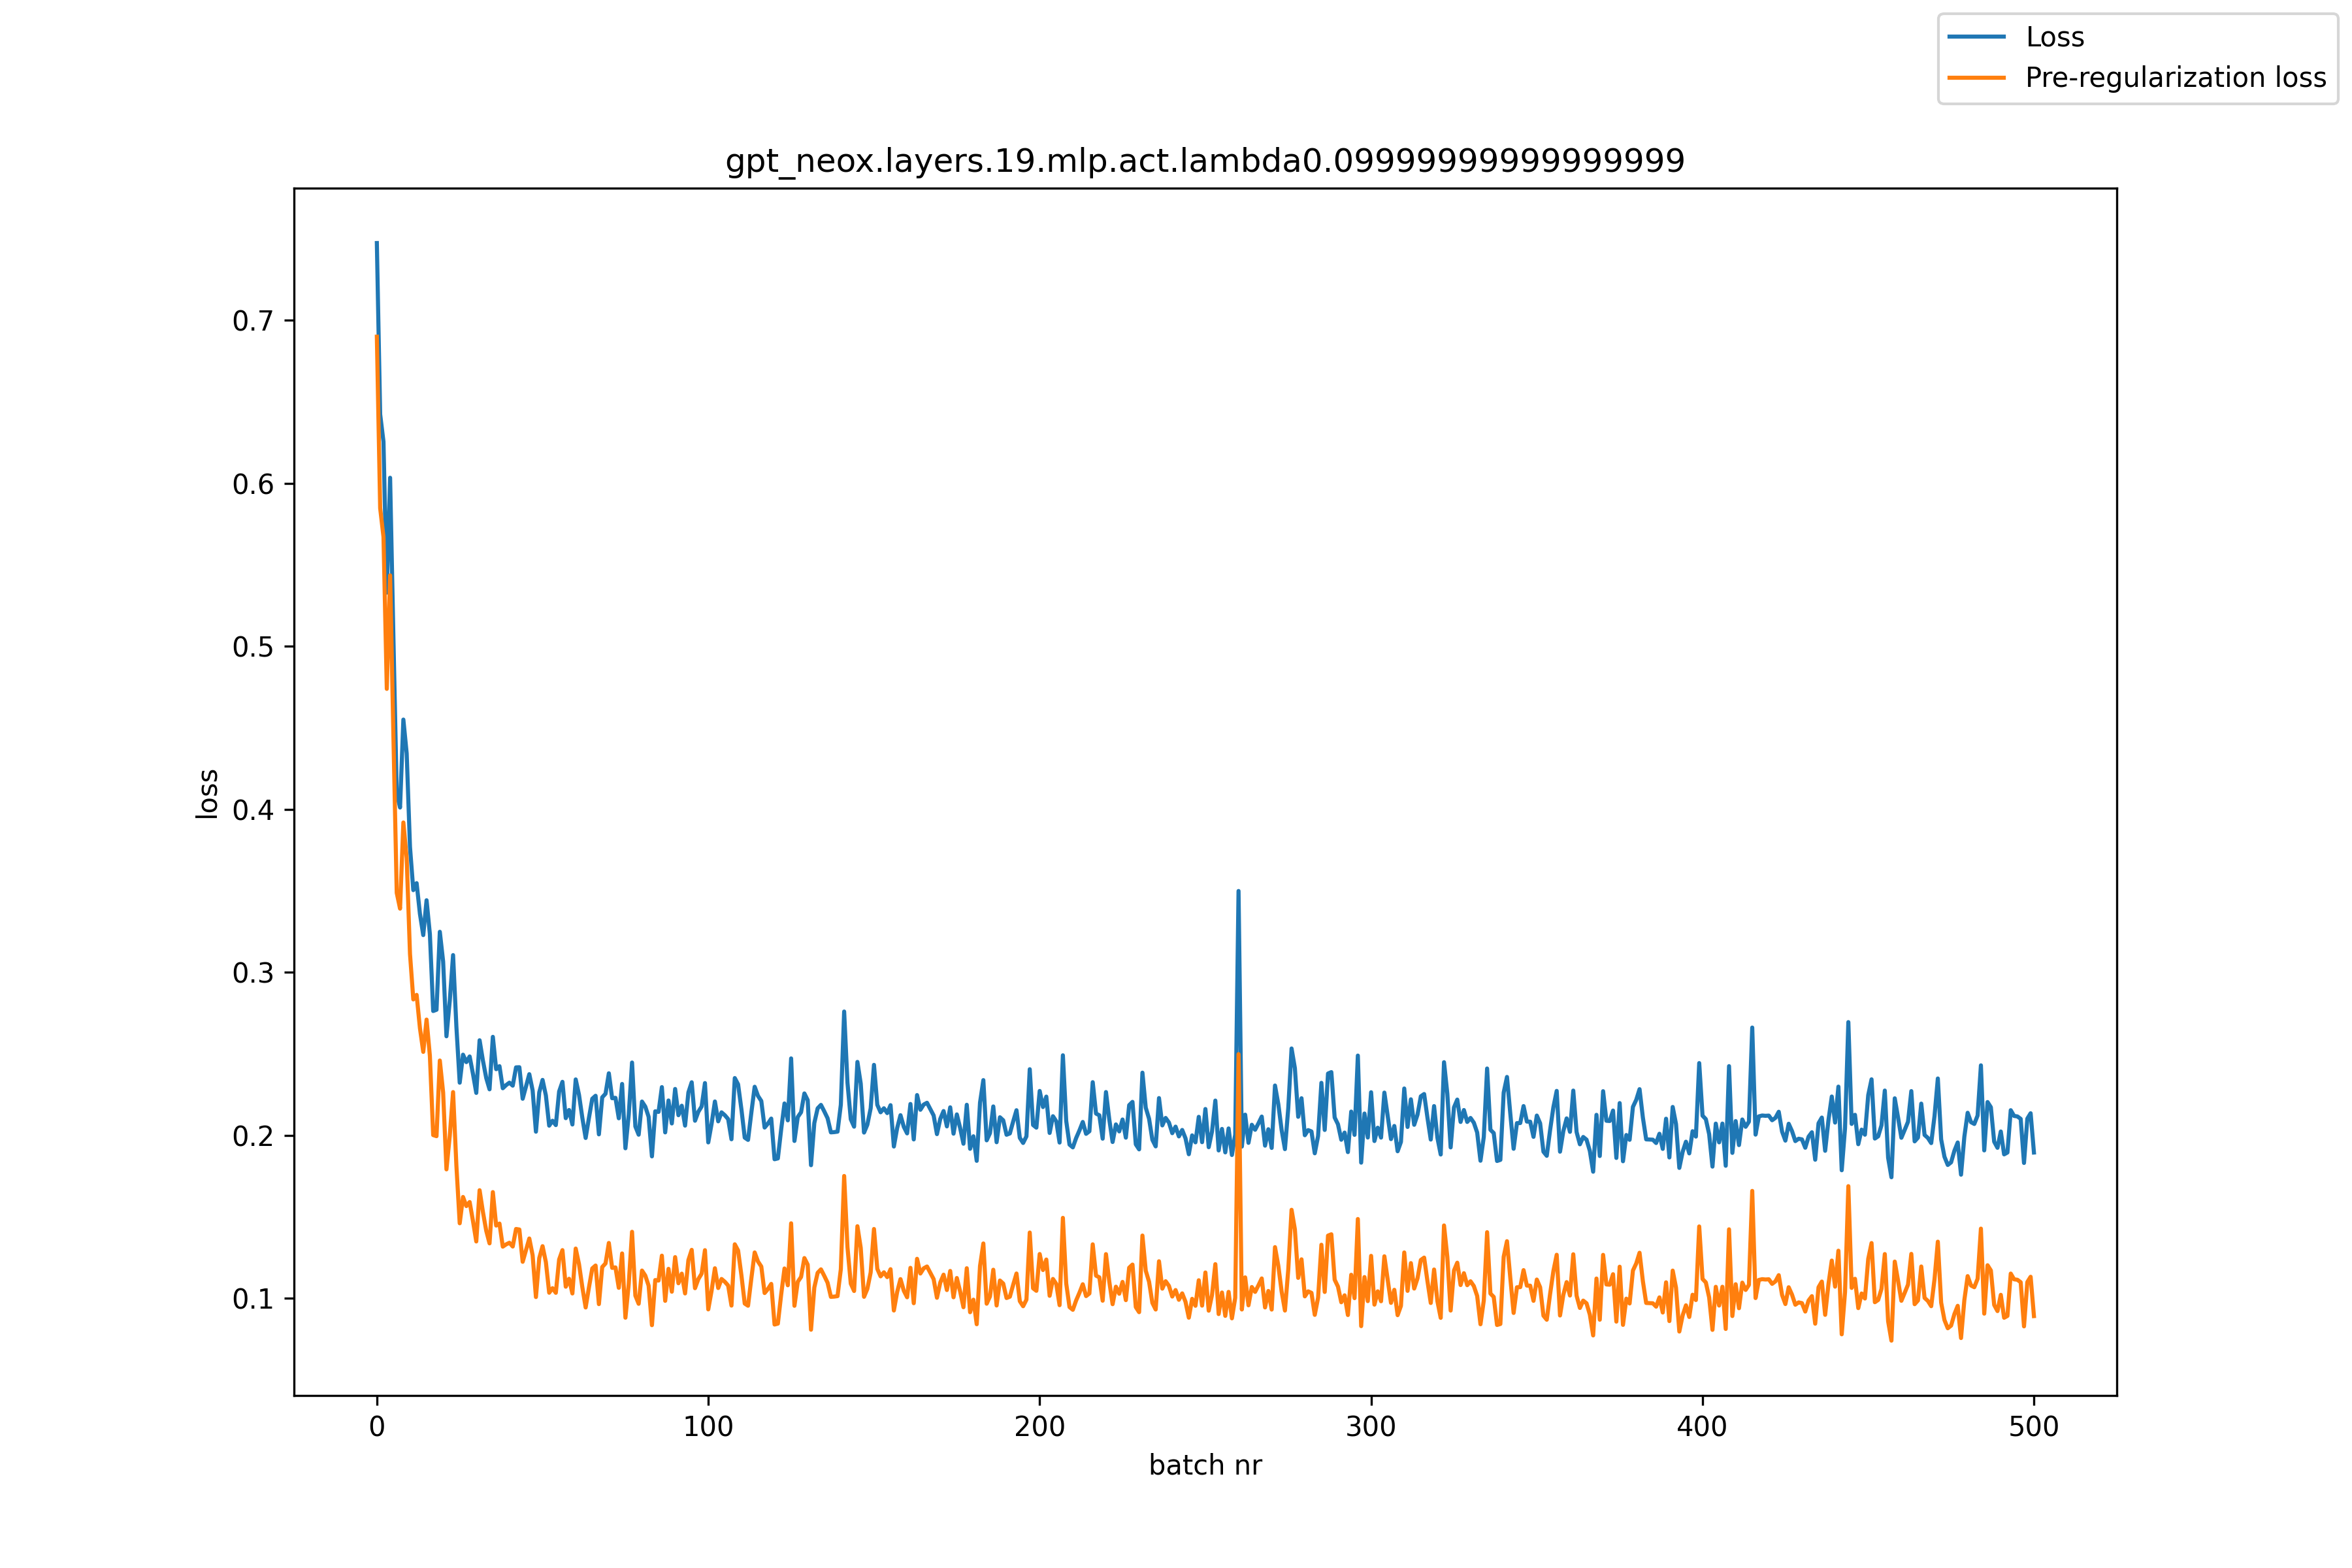 Loss
Pre-regularization loss
gpt_neox.layers.19.mlp.act.lambda0.09999999999999999
0.7
0.6
0.5
0.4
0.3
0.2
0.1
loss
0 100 200 300 400 500
batch nr